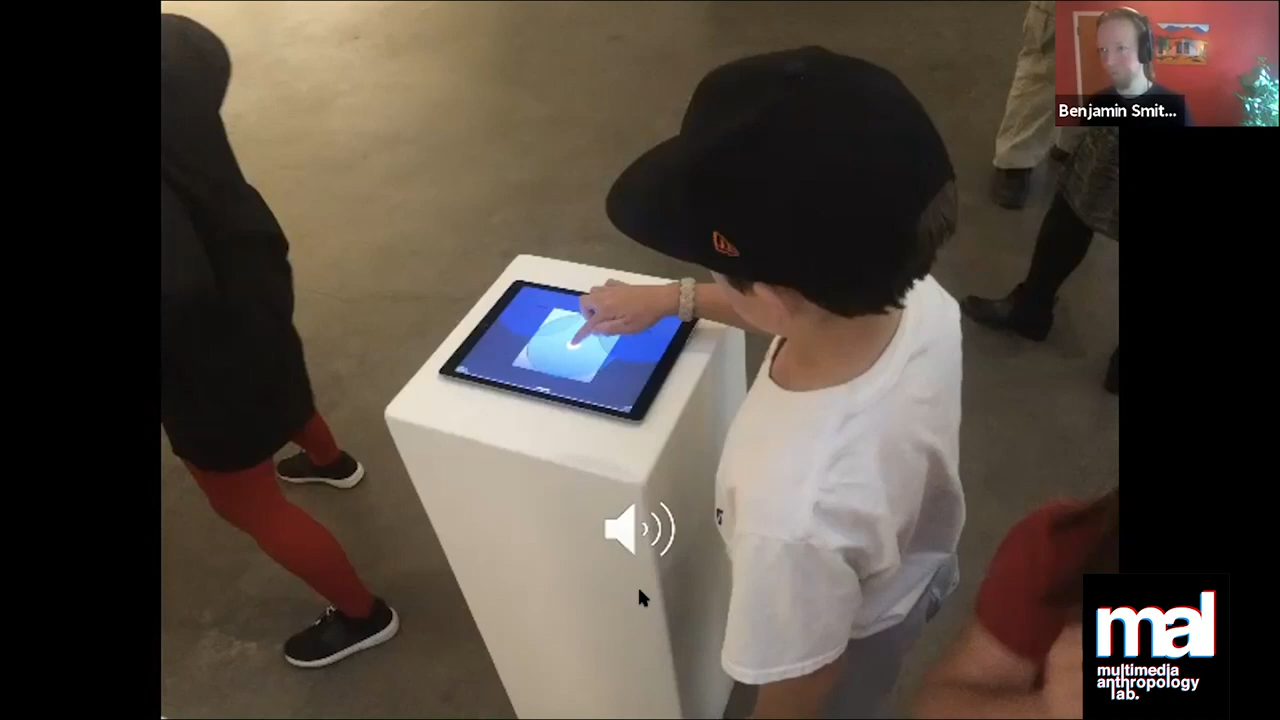 Benjamin Smit...
mal
multimedia
anthropology
lab.